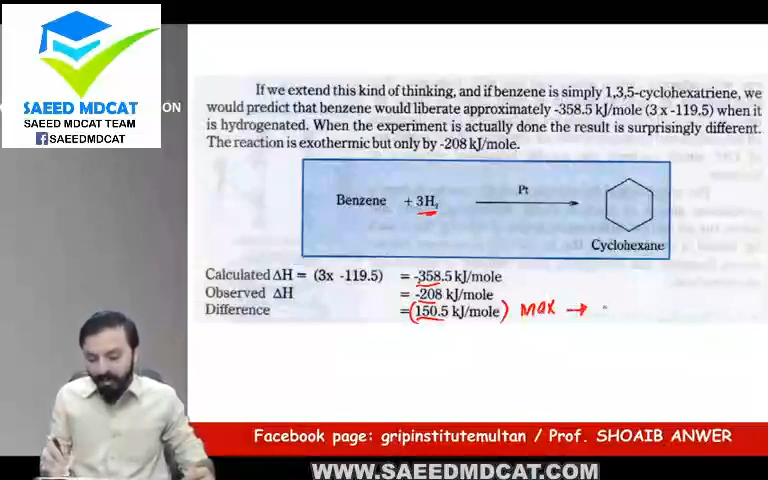 SAEED MDCAT
SAEED MDCAT TEAM
SAEEDMDCAT
ON
If we extend this kind of thinking, and if benzene is simply 1,3,5-cyclohexatriene, we
would predict that benzene would liberate approximately -358.5 kJ/mole (3 x -119.5) when it
is hydrogenated. When the experiment is actually done the result is surprisingly different.
The reaction is exothermic but only by -208 kJ/mole.
Benzene + 3H₂
Pt
Cyclohexane
Calculated ΔH = (3x -119.5) = -358.5 kJ/mole
Observed ΔH = -208 kJ/mole
Difference =(150.5 kJ/mole) Max →
Facebook page: gripinstitutemultan / Prof. SHOAIB ANWER
WWW.SAEEDMDCAT.COM